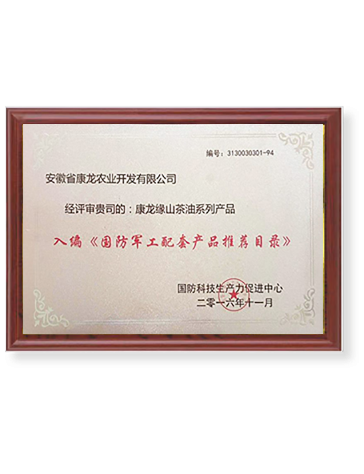 编号：3130030301-94
安徽省康龙农业开发有限公司
经评审贵司的：康龙缘山茶油系列产品
入编《国防军工配套产品推荐目录》
国防科技生产力促进中心
二零一六年十一月